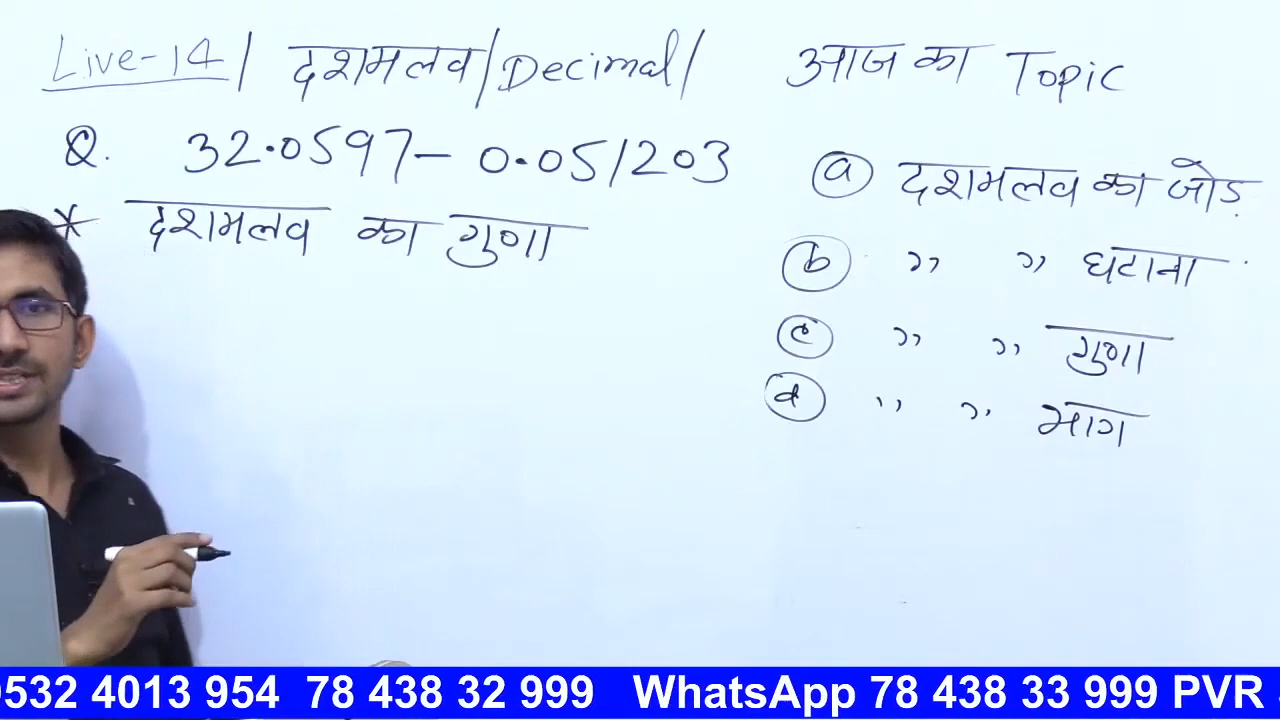 Live-14 / दशमलव / Decimal /
Q. 32.0597 - 0.051203
* दशमलव का गुणा
आज का Topic
(a) दशमलव का जोड़
(b) ,, ,, घटाना
(c) ,, ,, गुणा
(d) ,, ,, भाग
0532 4013 954 78 438 32 999 WhatsApp 78 438 33 999 PVR